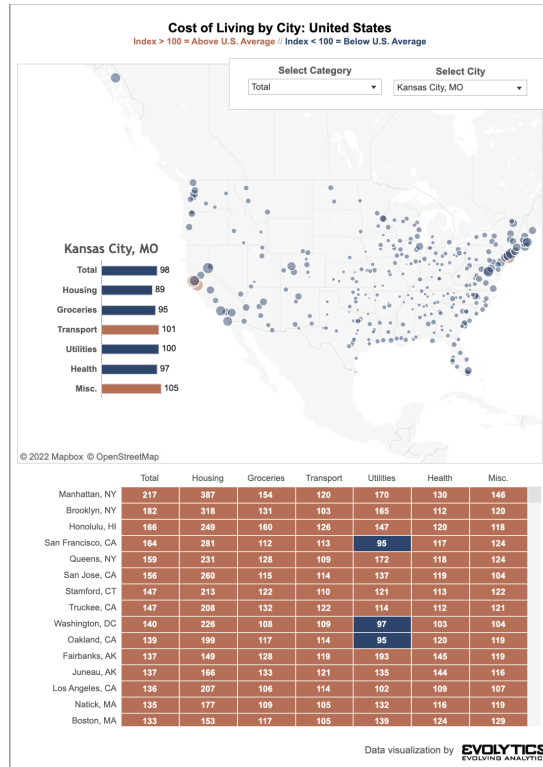 Cost of Living by City: United States
Index > 100 = Above U.S. Average // Index < 100 = Below U.S. Average
Select Category Select City
Total Kansas City, MO
Kansas City, MO
Total 98
Housing 89
Groceries 95
Transport 101
Utilities 100
Health 97
Misc. 105
© 2022 Mapbox © OpenStreetMap
Total Housing Groceries Transport Utilities Health Misc.
Manhattan, NY 217 387 154 120 170 130 146
Brooklyn, NY 182 318 131 103 165 112 120
Honolulu, HI 166 249 160 126 147 120 118
San Francisco, CA 164 281 112 113 95 117 124
Queens, NY 159 231 128 109 172 118 124
San Jose, CA 156 260 115 114 137 119 104
Stamford, CT 147 213 122 110 121 113 122
Truckee, CA 147 208 132 122 114 112 121
Washington, DC 140 226 108 109 97 103 104
Oakland, CA 139 199 117 114 95 120 119
Fairbanks, AK 137 149 128 119 193 145 119
Juneau, AK 137 166 133 121 135 144 116
Los Angeles, CA 136 207 106 114 102 109 107
Natick, MA 135 177 109 105 132 116 119
Boston, MA 133 153 117 105 139 124 129
Data visualization by EVOLYTICS
EVOLVING ANALYTIC